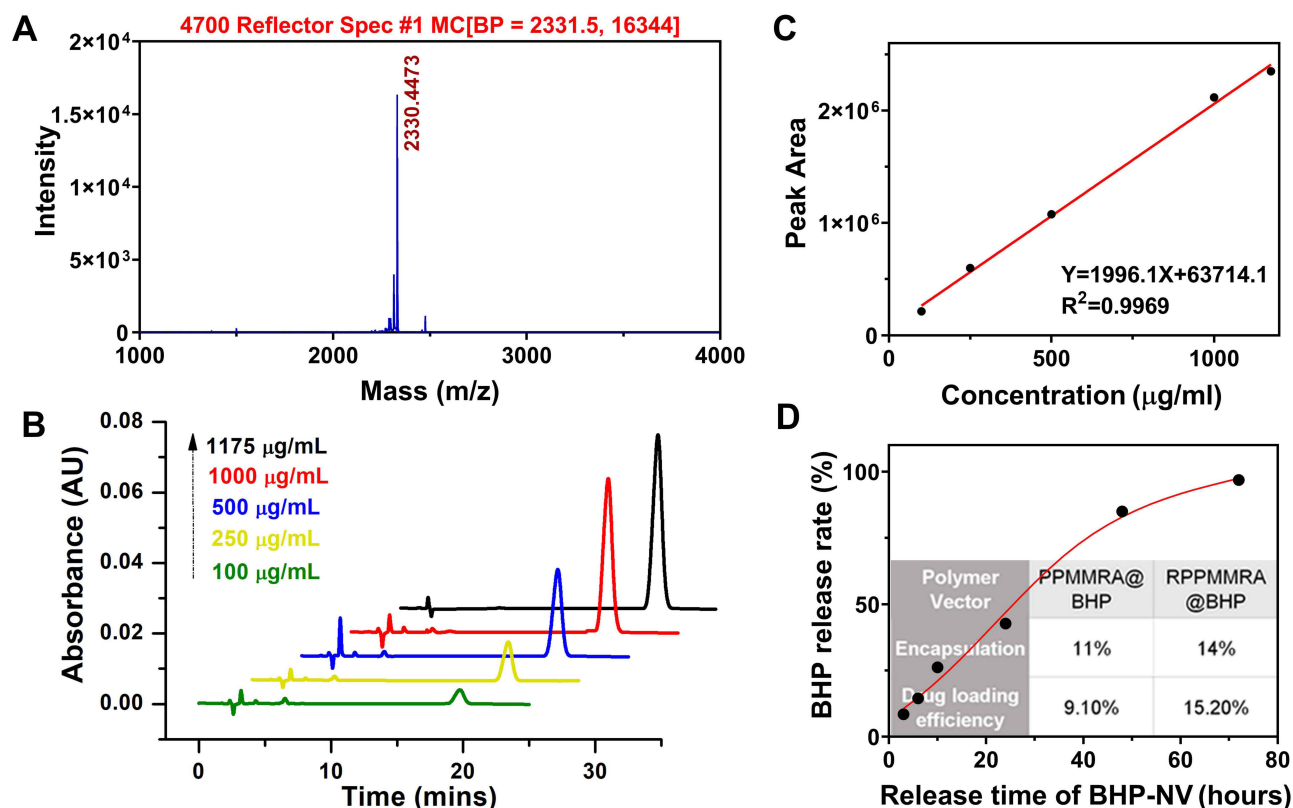 A
4700 Reflector Spec #1 MC[BP = 2331.5, 16344]
2×10⁴
1.5×10⁴
1×10⁴
5×10³
0
Intensity
2330.4473
1000
2000
3000
4000
Mass (m/z)
B
0.08
0.06
0.04
0.02
0.00
Absorbance (AU)
1175 μg/mL
1000 μg/mL
500 μg/mL
250 μg/mL
100 μg/mL
0
10
20
30
Time (mins)
C
2×10⁶
1×10⁶
0
Peak Area
Y=1996.1X+63714.1
R²=0.9969
0
500
1000
Concentration (μg/ml)
D
100
50
0
BHP release rate (%)
Polymer
Vector
PPMMRA@
BHP
RPPMMRA
@BHP
Encapsulation
11%
14%
Drug loading
efficiency
9.10%
15.20%
0
20
40
60
80
Release time of BHP-NV (hours)